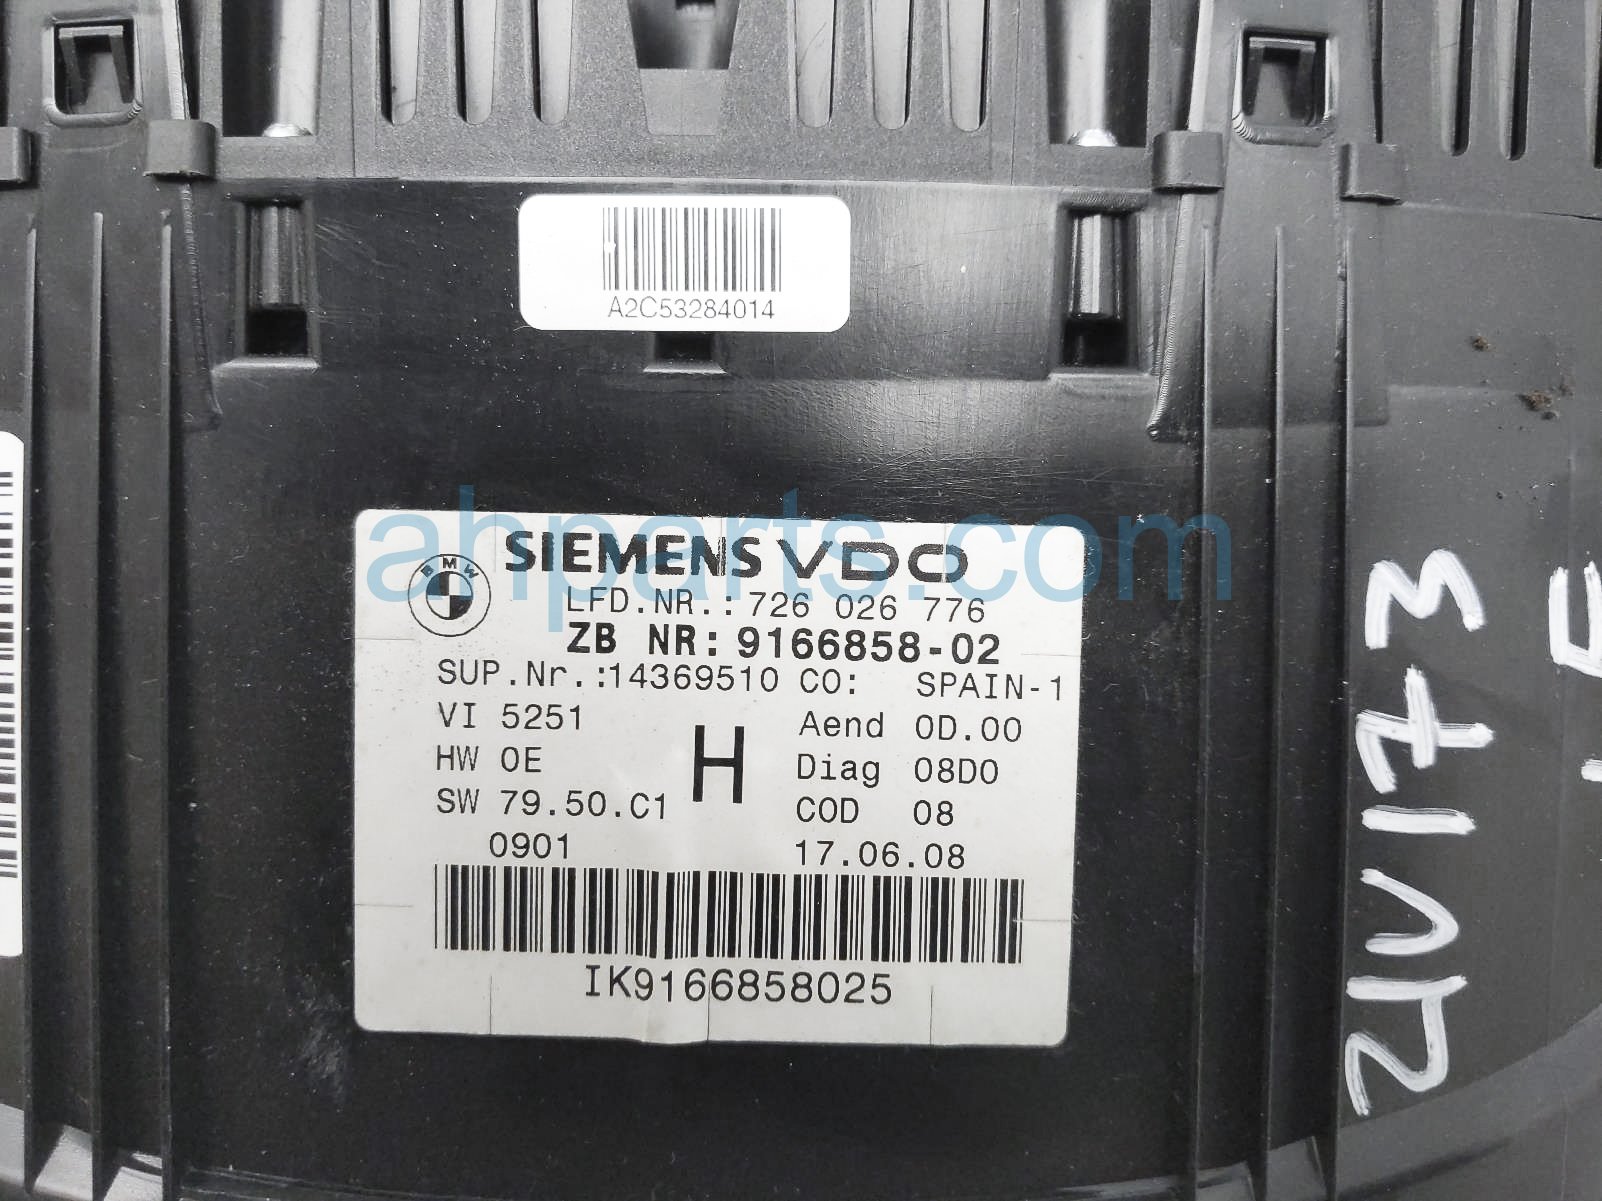 A2C53284014
ahparts.com
BMW
SIEMENS VDO
LFD.NR.:726 026 776
ZB NR: 9166858-02
SUP.Nr.:14369510 CO: SPAIN-1
VI 5251
Aend 0D.00
HW 0E
H
Diag 08D0
SW 79.50.C1
COD 08
0901
17.06.08
IK9166858025